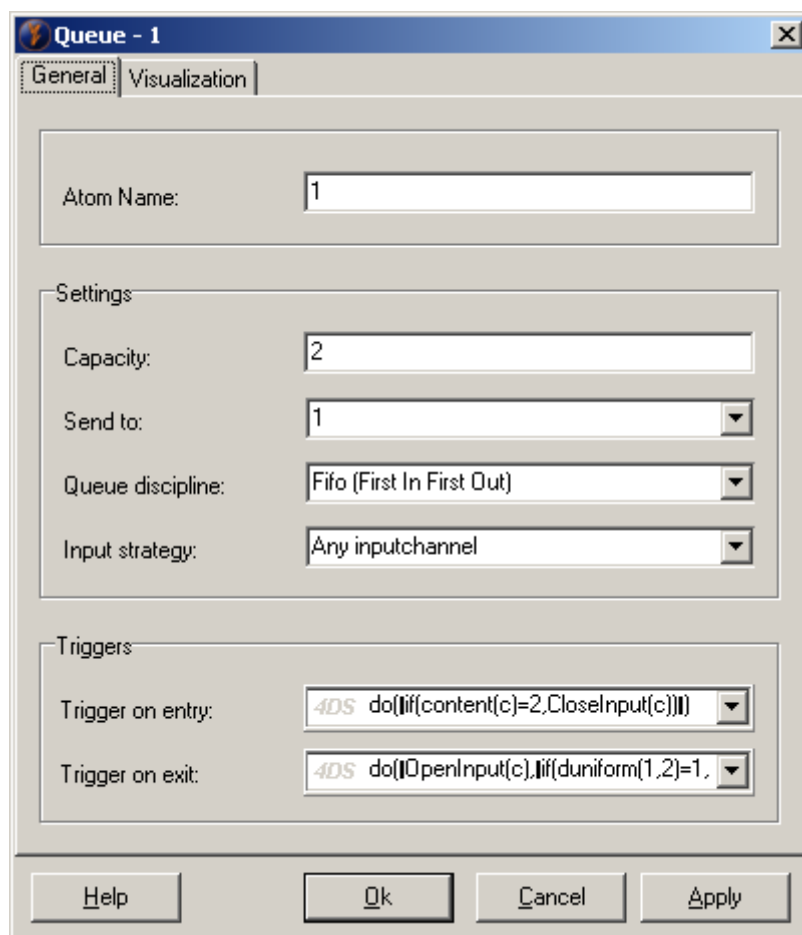 Queue - 1
General Visualization
Atom Name: 1
Settings
Capacity: 2
Send to: 1
Queue discipline: Fifo (First In First Out)
Input strategy: Any inputchannel
Triggers
Trigger on entry: 4DS do(‖if(content(c)=2,CloseInput(c))‖)
Trigger on exit: 4DS do(‖OpenInput(c),‖if(duniform(1,2)=1,
Help Ok Cancel Apply